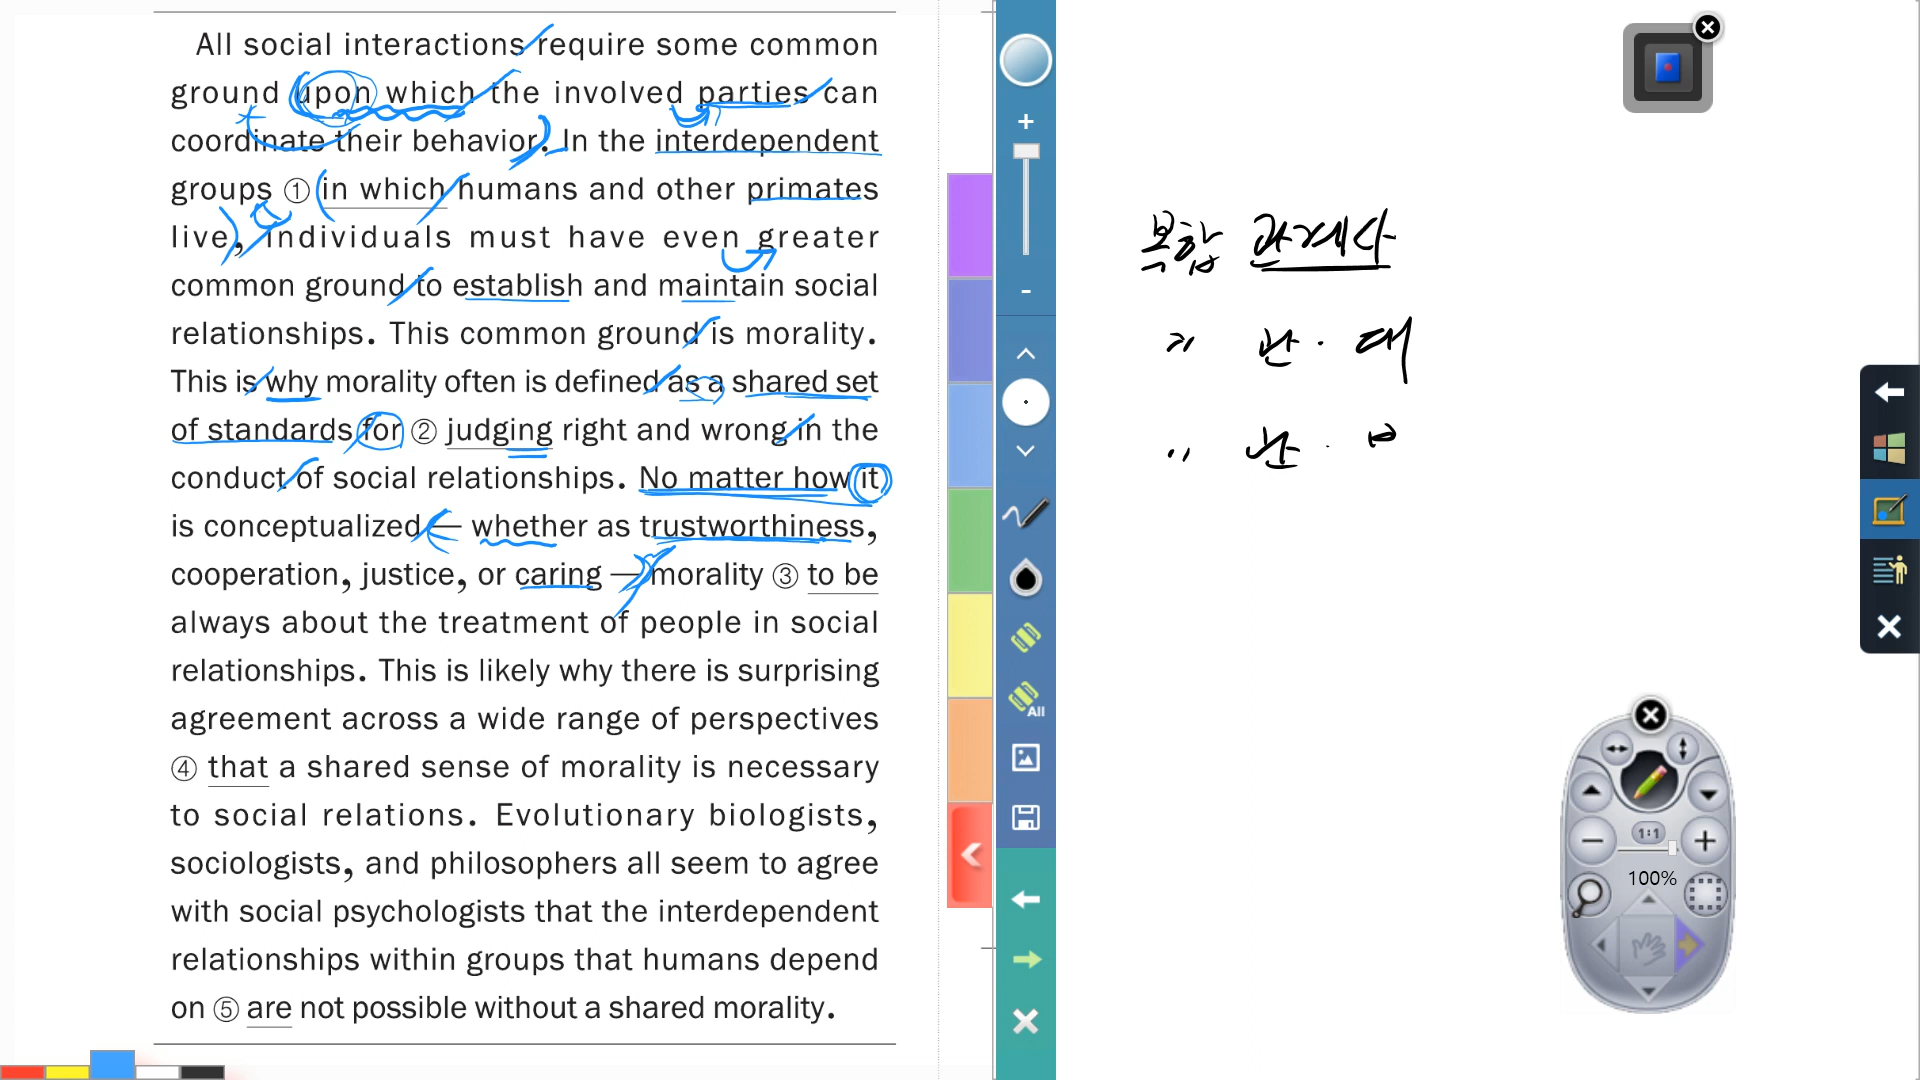 All social interactions require some common
ground upon which the involved parties can
coordinate their behavior. In the interdependent
groups ① in which humans and other primates
live, individuals must have even greater
common ground to establish and maintain social
relationships. This common ground is morality.
This is why morality often is defined as a shared set
of standards for ② judging right and wrong in the
conduct of social relationships. No matter how it
is conceptualized — whether as trustworthiness,
cooperation, justice, or caring — morality ③ to be
always about the treatment of people in social
relationships. This is likely why there is surprising
agreement across a wide range of perspectives
④ that a shared sense of morality is necessary
to social relations. Evolutionary biologists,
sociologists, and philosophers all seem to agree
with social psychologists that the interdependent
relationships within groups that humans depend
on ⑤ are not possible without a shared morality.
+
-
All
복합 관계사
〃 관 · 대
〃 관 ·
1:1
100%